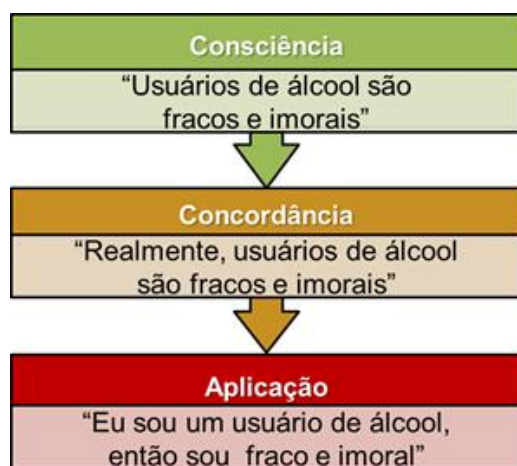 Consciência
“Usuários de álcool são
fracos e imorais”
Concordância
“Realmente, usuários de álcool
são fracos e imorais”
Aplicação
“Eu sou um usuário de álcool,
então sou fraco e imoral”